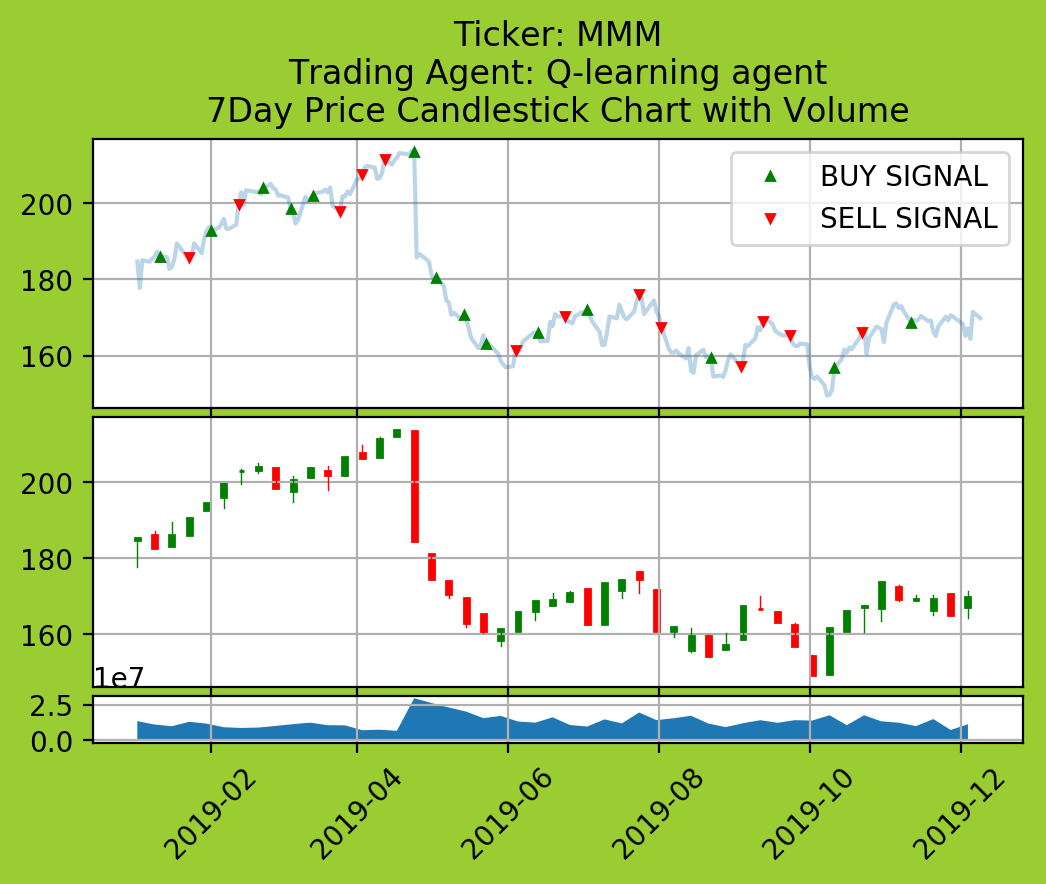 Ticker: MMM
Trading Agent: Q-learning agent
7Day Price Candlestick Chart with Volume
BUY SIGNAL
SELL SIGNAL
200
180
160
200
180
160
1e7
2.5
0.0
2019-02
2019-04
2019-06
2019-08
2019-10
2019-12